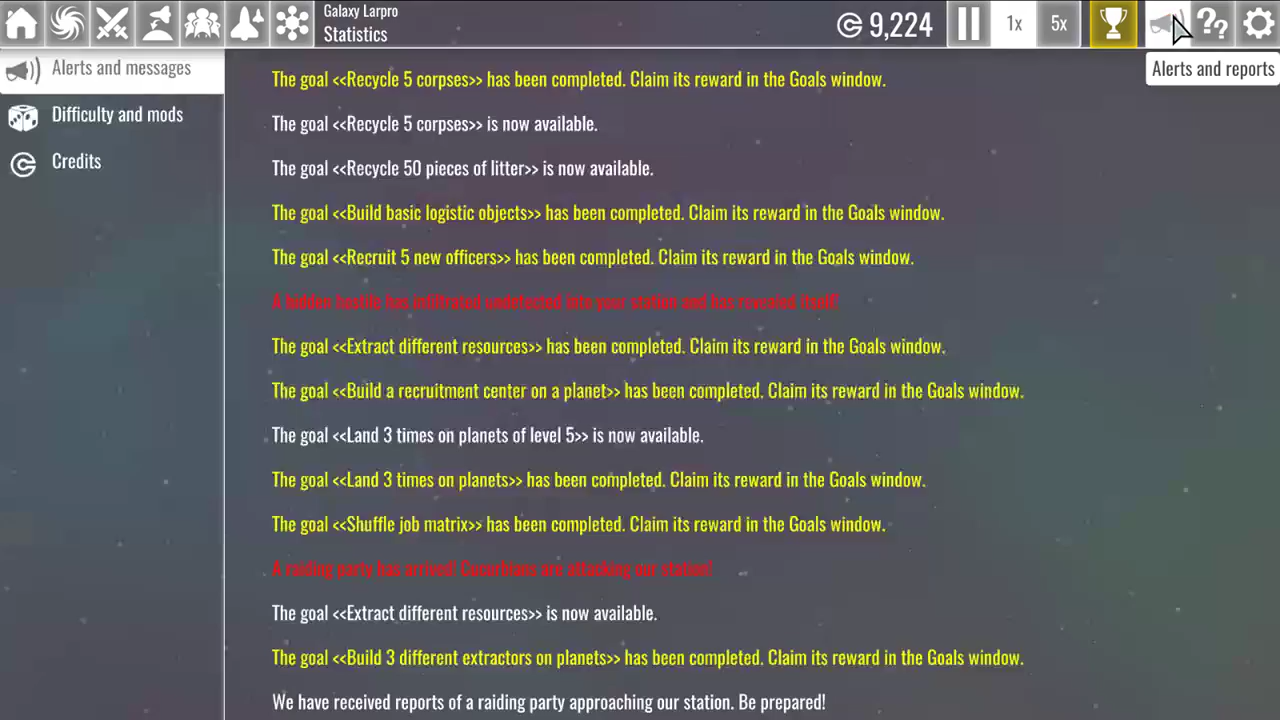 Galaxy Larpro
Statistics
9,224
1x
5x
Alerts and reports
Alerts and messages
Difficulty and mods
Credits
The goal <<Recycle 5 corpses>> has been completed. Claim its reward in the Goals window.
The goal <<Recycle 5 corpses>> is now available.
The goal <<Recycle 50 pieces of litter>> is now available.
The goal <<Build basic logistic objects>> has been completed. Claim its reward in the Goals window.
The goal <<Recruit 5 new officers>> has been completed. Claim its reward in the Goals window.
A hidden hostile has infiltrated undetected into your station and has revealed itself!
The goal <<Extract different resources>> has been completed. Claim its reward in the Goals window.
The goal <<Build a recruitment center on a planet>> has been completed. Claim its reward in the Goals window.
The goal <<Land 3 times on planets of level 5>> is now available.
The goal <<Land 3 times on planets>> has been completed. Claim its reward in the Goals window.
The goal <<Shuffle job matrix>> has been completed. Claim its reward in the Goals window.
A raiding party has arrived! Cucurbians are attacking our station!
The goal <<Extract different resources>> is now available.
The goal <<Build 3 different extractors on planets>> has been completed. Claim its reward in the Goals window.
We have received reports of a raiding party approaching our station. Be prepared!